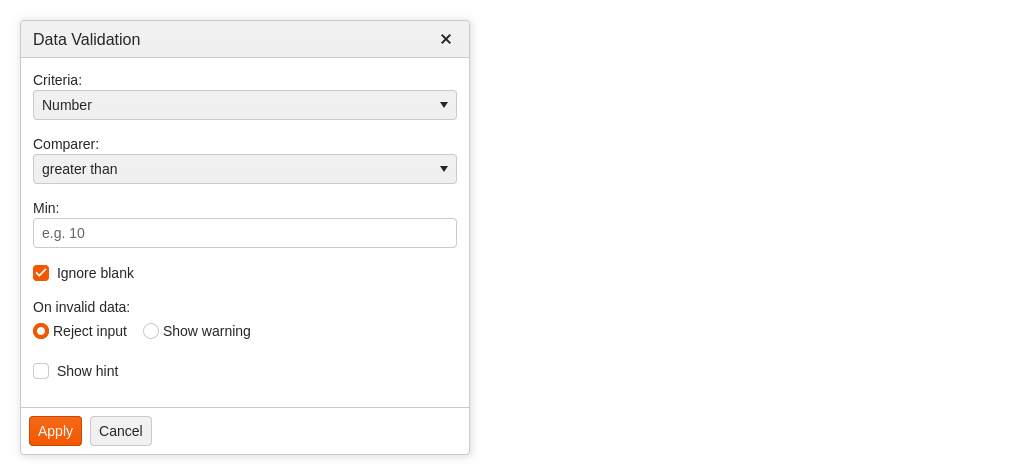 Data Validation
Criteria:
Number
Comparer:
greater than
Min:
e.g. 10
Ignore blank
On invalid data:
Reject input Show warning
Show hint
Apply Cancel